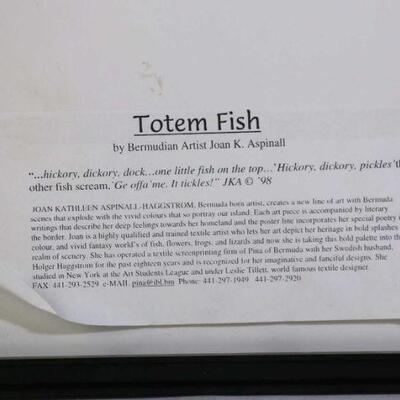 Totem Fish
by Bermudian Artist Joan K. Aspinall
“...hickory, dickory, dock...one little fish on the top...‘Hickory, dickory, pickles’ th
other fish scream, ‘Ge offa’me. It tickles!” JKA © ’98
JOAN KATHLEEN ASPINALL-HAGGSTROM, Bermuda born artist, creates a new line of art with Bermuda
scenes that explode with the vivid colours that so portray our island. Each art piece is accompanied by literary
writings that describe her deep feelings towards her homeland and the poster line incorporates her special poetry i
the border. Joan is a highly qualified and trained textile artist who lets her art depict her heritage in bold splashes
colour, and vivid fantasy world's of fish, flowers, frogs, and lizards and now she is taking this bold palette into th
realm of scenery. She has operated a textile screenprinting firm of Pina of Bermuda with her Swedish husband,
Holger Haggstrom for the past eighteen years and is recognized for her imaginative and fanciful designs. She
studied in New York at the Art Students League and under Leslie Tillett, world famous textile designer.
FAX: 441-293-2529 e-MAIL pina@ibl.bm Phone: 441-297-1949 441-297-2920